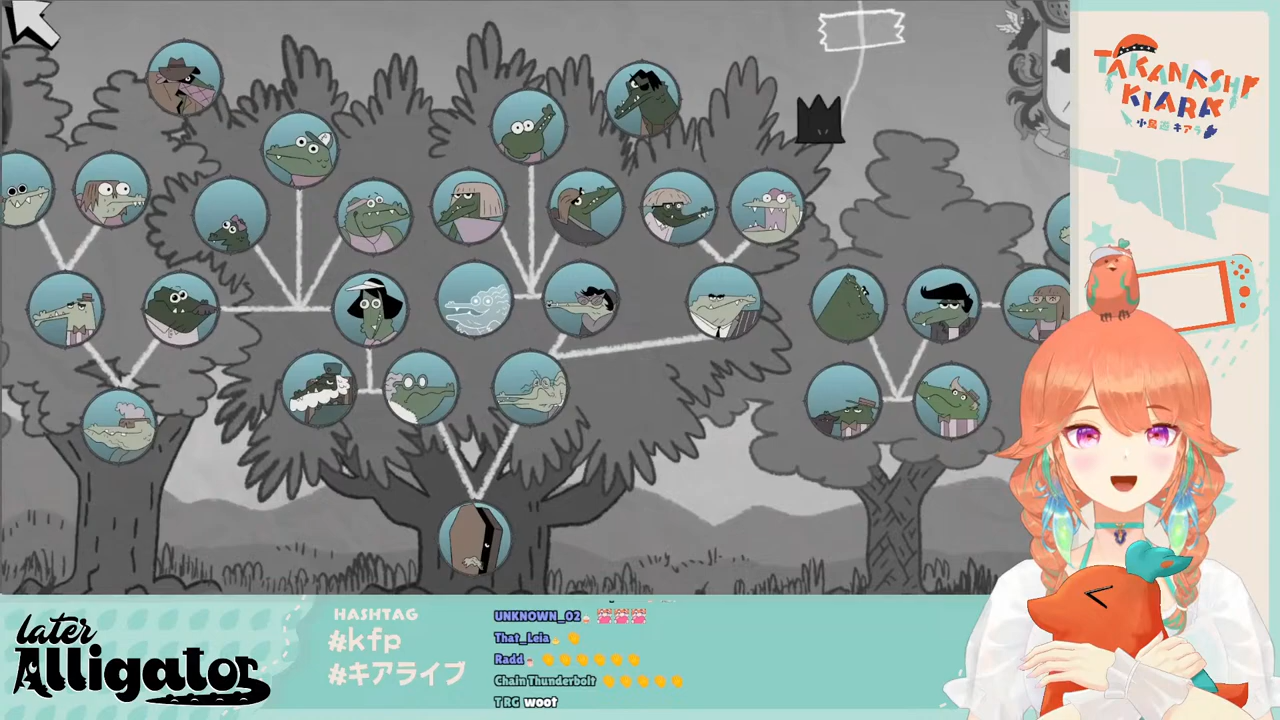 TAKANASHI
KIARA
小鳥遊キアラ
later
Alligator
HASHTAG
#kfp
#キアライブ
UNKNOWN_02
That_Leia
Radd
Chain Thunderbolt
TRG woot